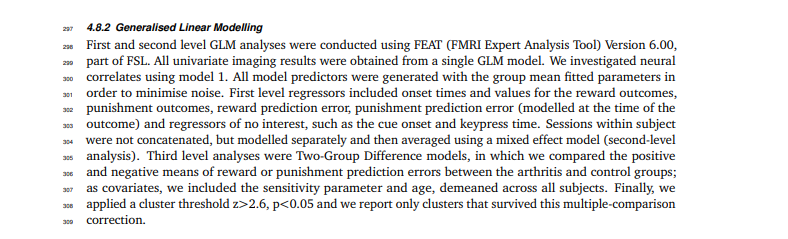 297 4.8.2 Generalised Linear Modelling
298 First and second level GLM analyses were conducted using FEAT (FMRI Expert Analysis Tool) Version 6.00,
299 part of FSL. All univariate imaging results were obtained from a single GLM model. We investigated neural
300 correlates using model 1. All model predictors were generated with the group mean fitted parameters in
301 order to minimise noise. First level regressors included onset times and values for the reward outcomes,
302 punishment outcomes, reward prediction error, punishment prediction error (modelled at the time of the
303 outcome) and regressors of no interest, such as the cue onset and keypress time. Sessions within subject
304 were not concatenated, but modelled separately and then averaged using a mixed effect model (second-level
305 analysis). Third level analyses were Two-Group Difference models, in which we compared the positive
306 and negative means of reward or punishment prediction errors between the arthritis and control groups;
307 as covariates, we included the sensitivity parameter and age, demeaned across all subjects. Finally, we
308 applied a cluster threshold z>2.6, p<0.05 and we report only clusters that survived this multiple-comparison
309 correction.